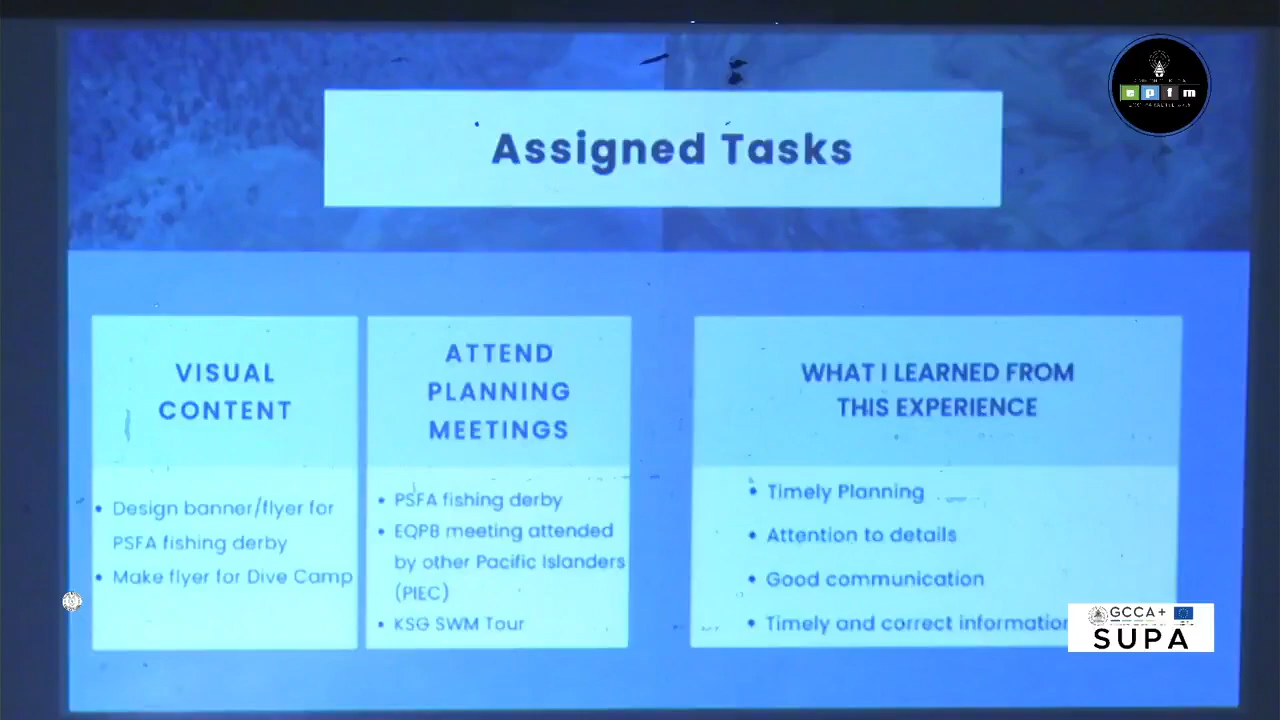 Assigned Tasks
epfm
VISUAL
CONTENT
• Design banner/flyer for
PSFA fishing derby
• Make flyer for Dive Camp
ATTEND
PLANNING
MEETINGS
• PSFA fishing derby
• EQPB meeting attended
by other Pacific Islanders
(PIEC)
• KSG SWM Tour
WHAT I LEARNED FROM
THIS EXPERIENCE
• Timely Planning
• Attention to details
• Good communication
• Timely and correct information
GCCA+
SUPA